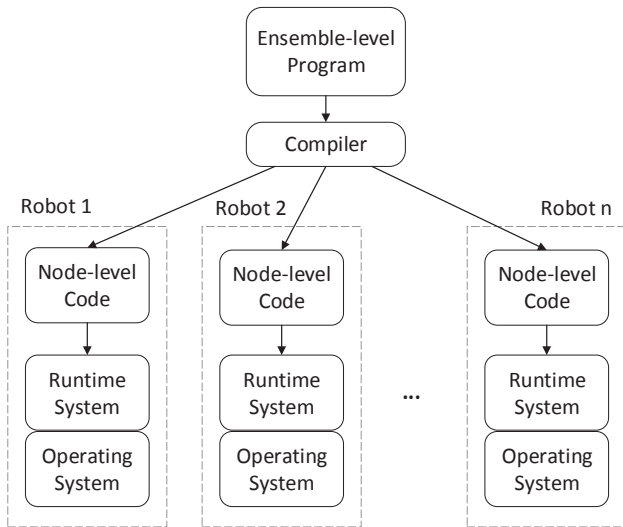 Ensemble-level
Program
Compiler
Robot 1
Robot 2
Robot n
Node-level
Code
Node-level
Code
Node-level
Code
Runtime
System
Runtime
System
...
Runtime
System
Operating
System
Operating
System
Operating
System